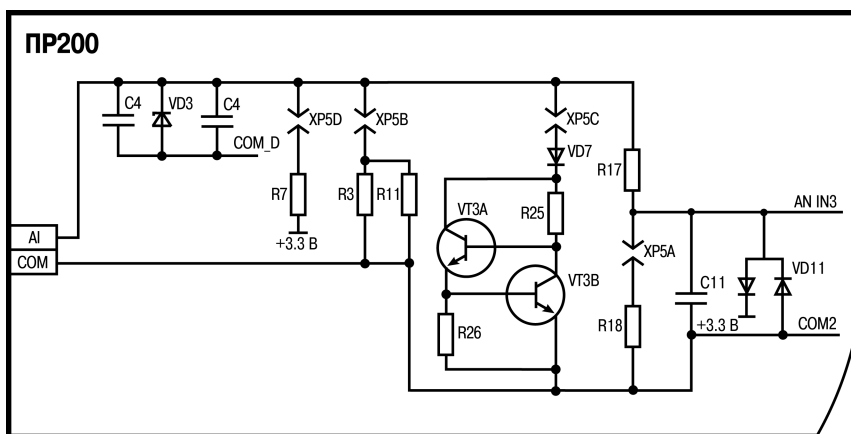 ПР200
C4
VD3
C4
COM_D
XP5D
XP5B
XP5C
VD7
R7
R3
R11
+3.3 В
R17
AN IN3
R25
VT3A
AI
COM
XP5A
VT3B
C11
VD11
R26
R18
+3.3 В
COM2